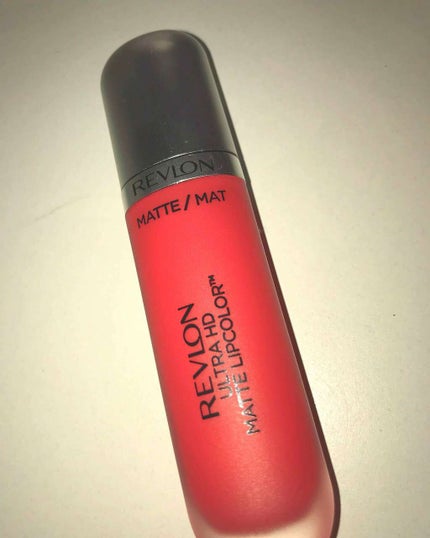 REVLON
MATTE / MAT
REVLON
ULTRA HD
MATTE LIPCOLOR™